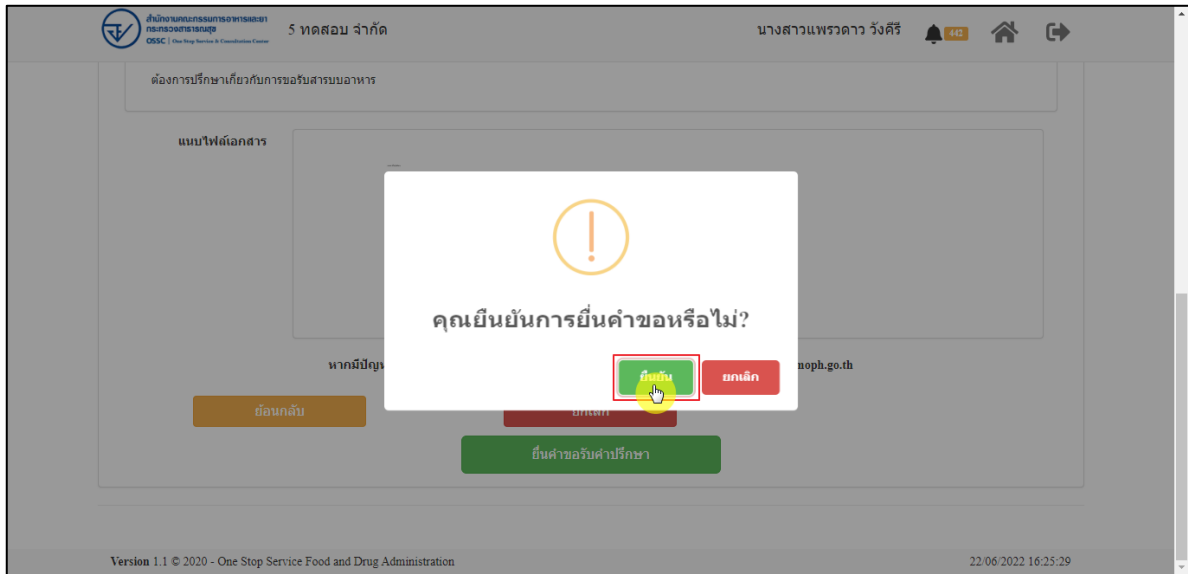 สำนักงานคณะกรรมการอาหารและยา
กระทรวงสาธารณสุข
OSSC | One Stop Service & Consultation Center
5 ทดสอบ จำกัด
นางสาวแพรวดาว วังคีรี
442
ต้องการปรึกษาเกี่ยวกับการขอรับสารบบอาหาร
แนบไฟล์เอกสาร
คุณยืนยันการยื่นคำขอหรือไม่?
ยืนยัน
ยกเลิก
หากมีปัญห
moph.go.th
ย้อนกลับ
ยกเลิก
ยื่นคำขอรับคำปรึกษา
Version 1.1 © 2020 - One Stop Service Food and Drug Administration
22/06/2022 16:25:29